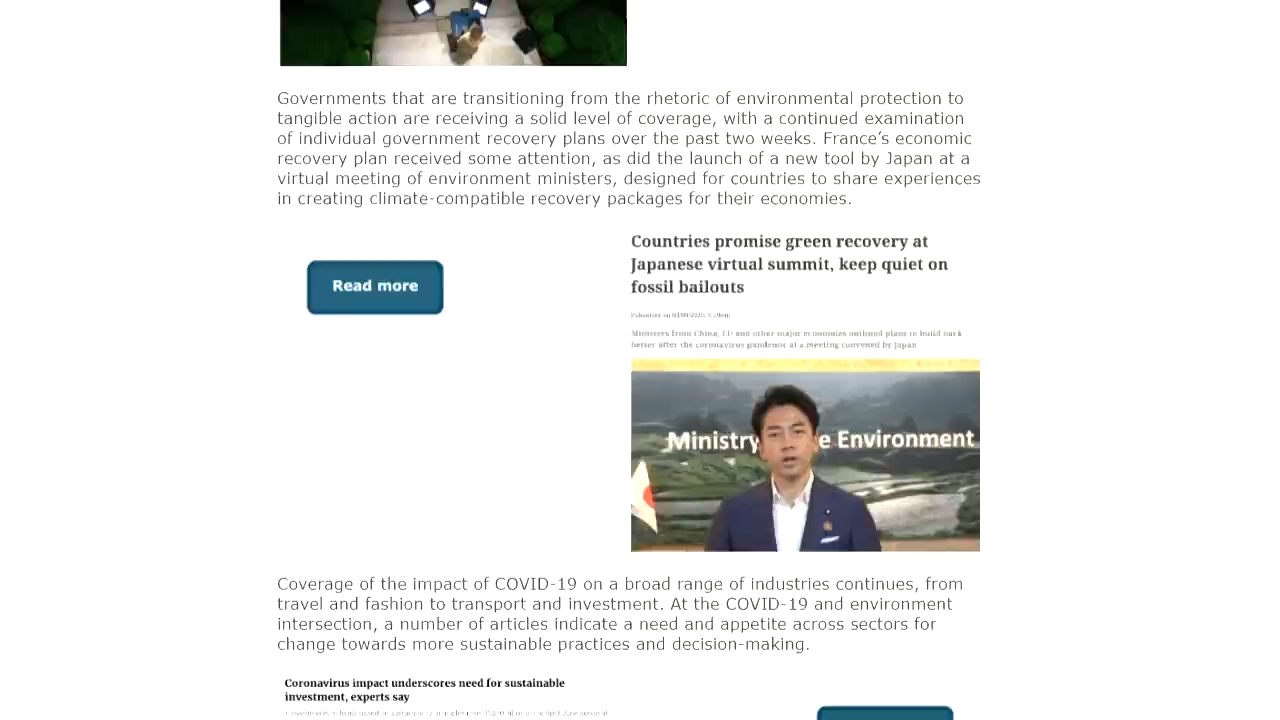 Governments that are transitioning from the rhetoric of environmental protection to
tangible action are receiving a solid level of coverage, with a continued examination
of individual government recovery plans over the past two weeks. France’s economic
recovery plan received some attention, as did the launch of a new tool by Japan at a
virtual meeting of environment ministers, designed for countries to share experiences
in creating climate-compatible recovery packages for their economies.
Read more
Countries promise green recovery at
Japanese virtual summit, keep quiet on
fossil bailouts
Published on 03/09/2020,
Ministers from China, EU and other major economies outlined plans to build back
better after the coronavirus pandemic at a meeting convened by Japan
Ministry e Environment
Coverage of the impact of COVID-19 on a broad range of industries continues, from
travel and fashion to transport and investment. At the COVID-19 and environment
intersection, a number of articles indicate a need and appetite across sectors for
change towards more sustainable practices and decision-making.
Coronavirus impact underscores need for sustainable
investment, experts say